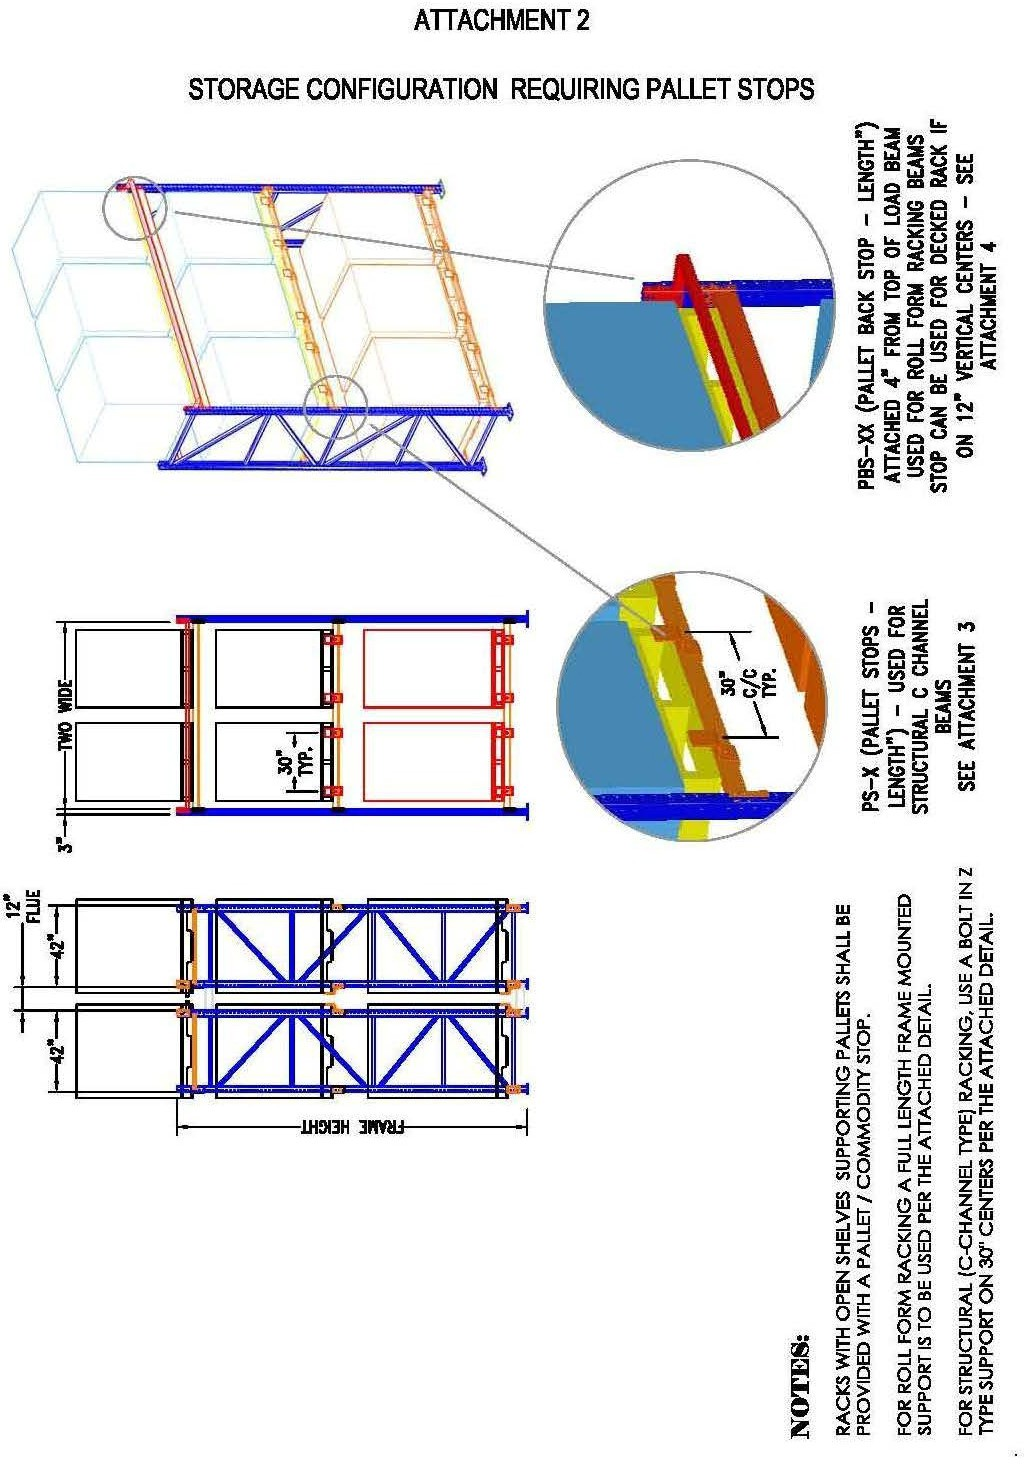 ATTACHMENT 2
STORAGE CONFIGURATION REQUIRING PALLET STOPS
PBS-XX (PALLET BACK STOP - LENGTH")
ATTACHED 4" FROM TOP OF LOAD BEAM
USED FOR ROLL FORM RACKING BEAMS
STOP CAN BE USED FOR DECKED RACK IF
ON 12" VERTICAL CENTERS - SEE
ATTACHMENT 4
30"
C/C
TYP.
PS-X (PALLET STOPS -
LENGTH") - USED FOR
STRUCTURAL C CHANNEL
BEAMS
SEE ATTACHMENT 3
TWO WIDE
3"
30"
TYP.
12"
FLUE
42"
42"
FRAME HEIGHT
NOTES:
RACKS WITH OPEN SHELVES SUPPORTING PALLETS SHALL BE
PROVIDED WITH A PALLET / COMMODITY STOP.
FOR ROLL FORM RACKING A FULL LENGTH FRAME MOUNTED
SUPPORT IS TO BE USED PER THE ATTACHED DETAIL.
FOR STRUCTURAL (C-CHANNEL TYPE) RACKING, USE A BOLT IN Z
TYPE SUPPORT ON 30" CENTERS PER THE ATTACHED DETAIL.